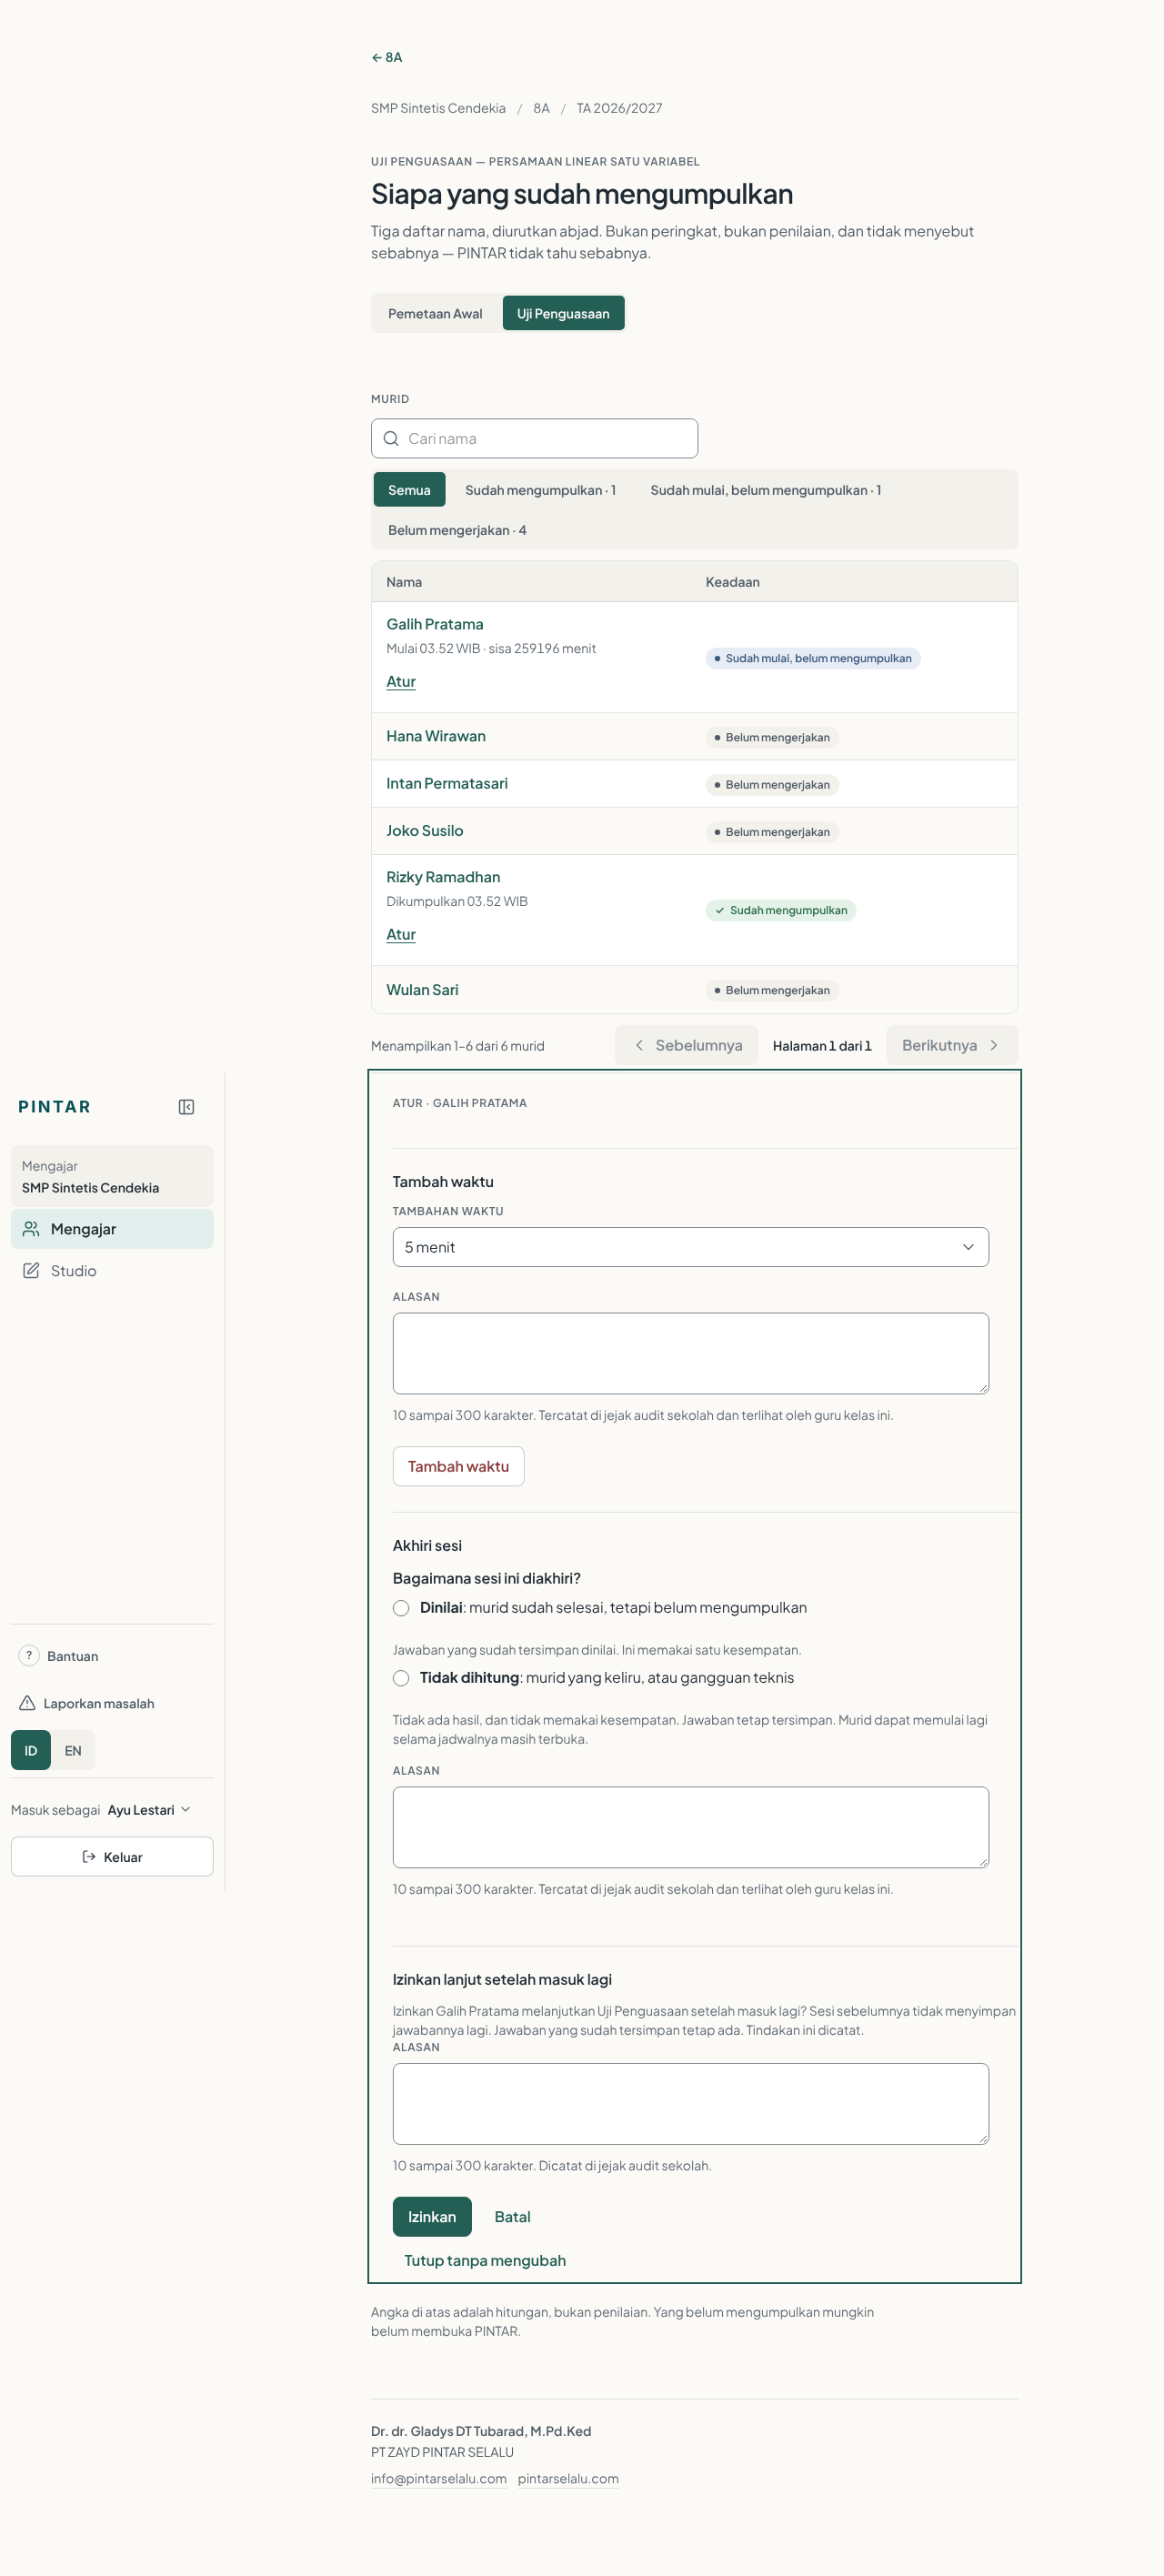 ← 8A
SMP Sintetis Cendekia / 8A / TA 2026/2027
UJI PENGUASAAN — PERSAMAAN LINEAR SATU VARIABEL
Siapa yang sudah mengumpulkan
Tiga daftar nama, diurutkan abjad. Bukan peringkat, bukan penilaian, dan tidak menyebut
sebabnya — PINTAR tidak tahu sebabnya.
Pemetaan Awal Uji Penguasaan
MURID
Cari nama
Semua Sudah mengumpulkan · 1 Sudah mulai, belum mengumpulkan · 1
Belum mengerjakan · 4
Nama Keadaan
Galih Pratama
Mulai 03.52 WIB · sisa 259196 menit
Sudah mulai, belum mengumpulkan
Atur
Hana Wirawan Belum mengerjakan
Intan Permatasari Belum mengerjakan
Joko Susilo Belum mengerjakan
Rizky Ramadhan
Dikumpulkan 03.52 WIB
Sudah mengumpulkan
Atur
Wulan Sari Belum mengerjakan
Menampilkan 1–6 dari 6 murid Sebelumnya Halaman 1 dari 1 Berikutnya
PINTAR
Mengajar
SMP Sintetis Cendekia
Mengajar
Studio
? Bantuan
Laporkan masalah
ID EN
Masuk sebagai Ayu Lestari
Keluar
ATUR · GALIH PRATAMA
Tambah waktu
TAMBAHAN WAKTU
5 menit
ALASAN
10 sampai 300 karakter. Tercatat di jejak audit sekolah dan terlihat oleh guru kelas ini.
Tambah waktu
Akhiri sesi
Bagaimana sesi ini diakhiri?
Dinilai: murid sudah selesai, tetapi belum mengumpulkan
Jawaban yang sudah tersimpan dinilai. Ini memakai satu kesempatan.
Tidak dihitung: murid yang keliru, atau gangguan teknis
Tidak ada hasil, dan tidak memakai kesempatan. Jawaban tetap tersimpan. Murid dapat memulai lagi
selama jadwalnya masih terbuka.
ALASAN
10 sampai 300 karakter. Tercatat di jejak audit sekolah dan terlihat oleh guru kelas ini.
Izinkan lanjut setelah masuk lagi
Izinkan Galih Pratama melanjutkan Uji Penguasaan setelah masuk lagi? Sesi sebelumnya tidak menyimpan
jawabannya lagi. Jawaban yang sudah tersimpan tetap ada. Tindakan ini dicatat.
ALASAN
10 sampai 300 karakter. Dicatat di jejak audit sekolah.
Izinkan Batal
Tutup tanpa mengubah
Angka di atas adalah hitungan, bukan penilaian. Yang belum mengumpulkan mungkin
belum membuka PINTAR.
Dr. dr. Gladys DT Tubarad, M.Pd.Ked
PT ZAYD PINTAR SELALU
info@pintarselalu.com pintarselalu.com